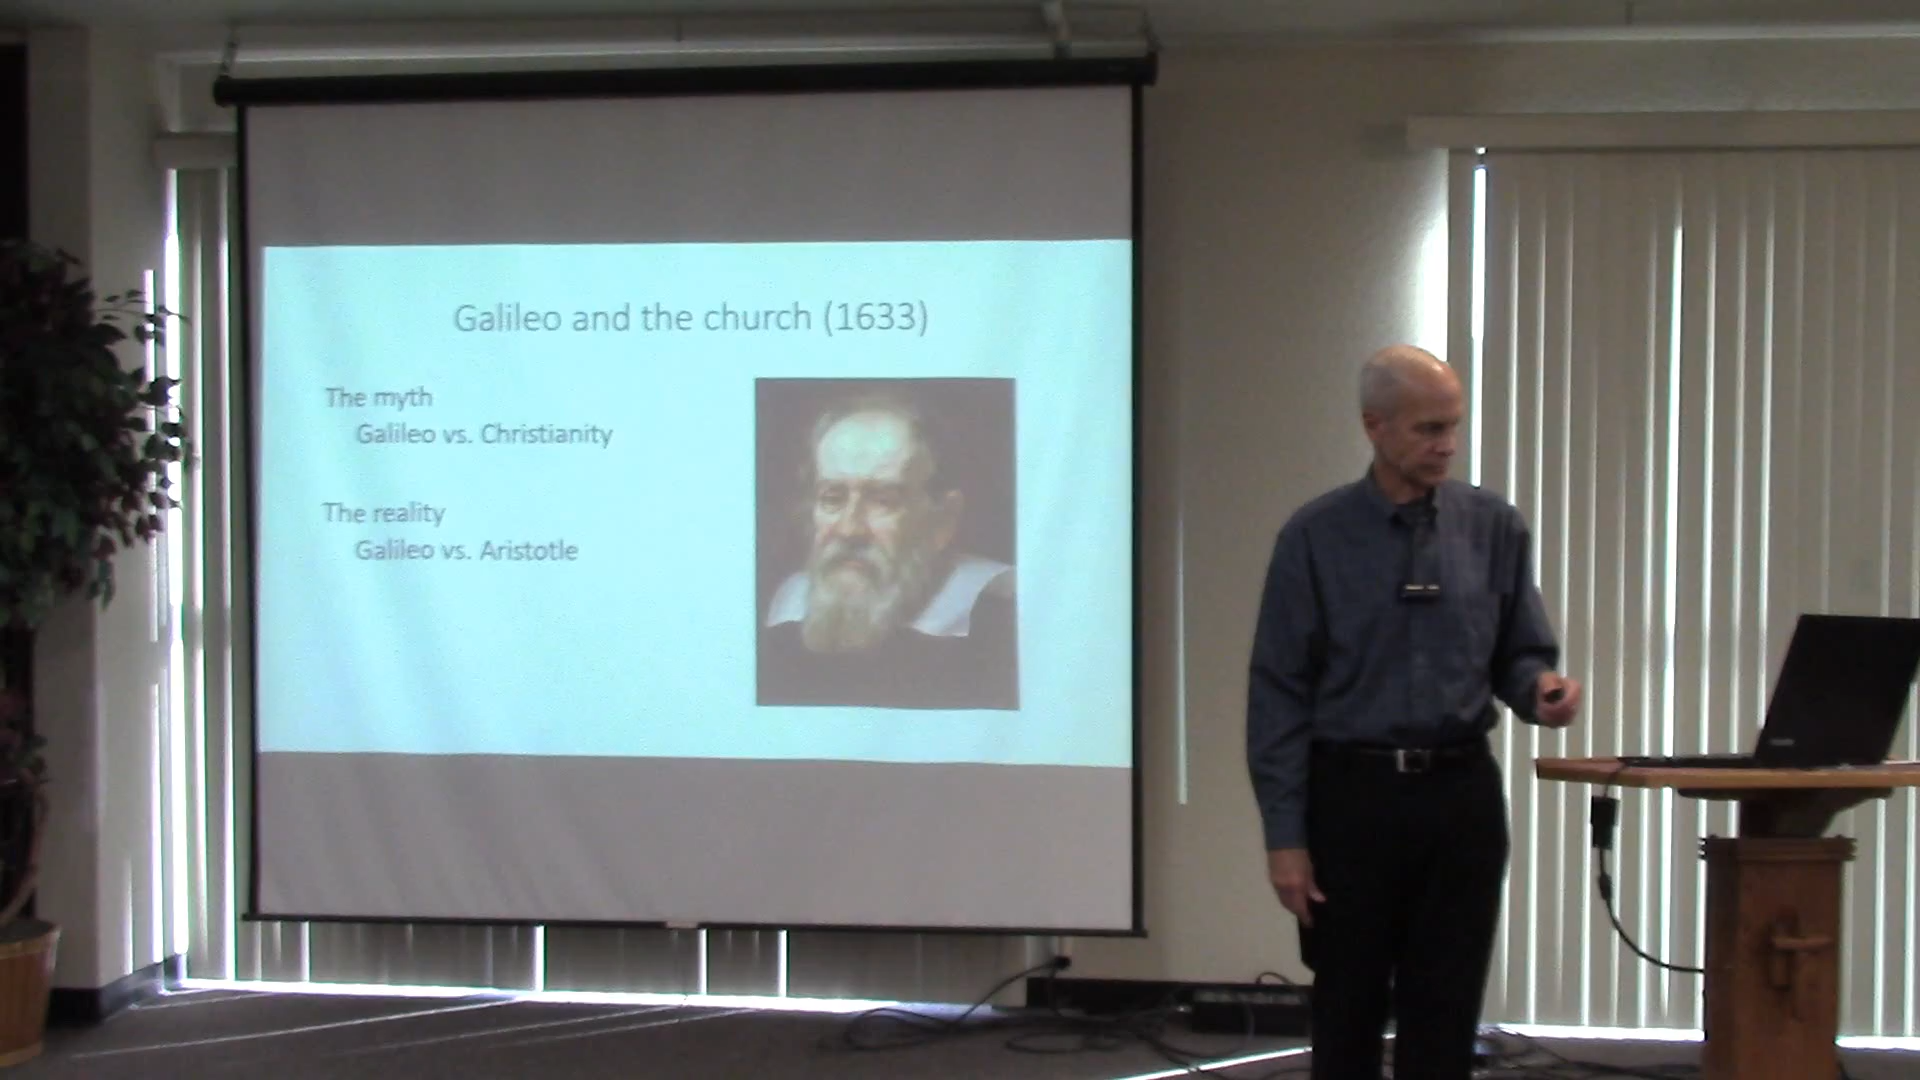 Galileo and the church (1633)
The myth
Galileo vs. Christianity
The reality
Galileo vs. Aristotle